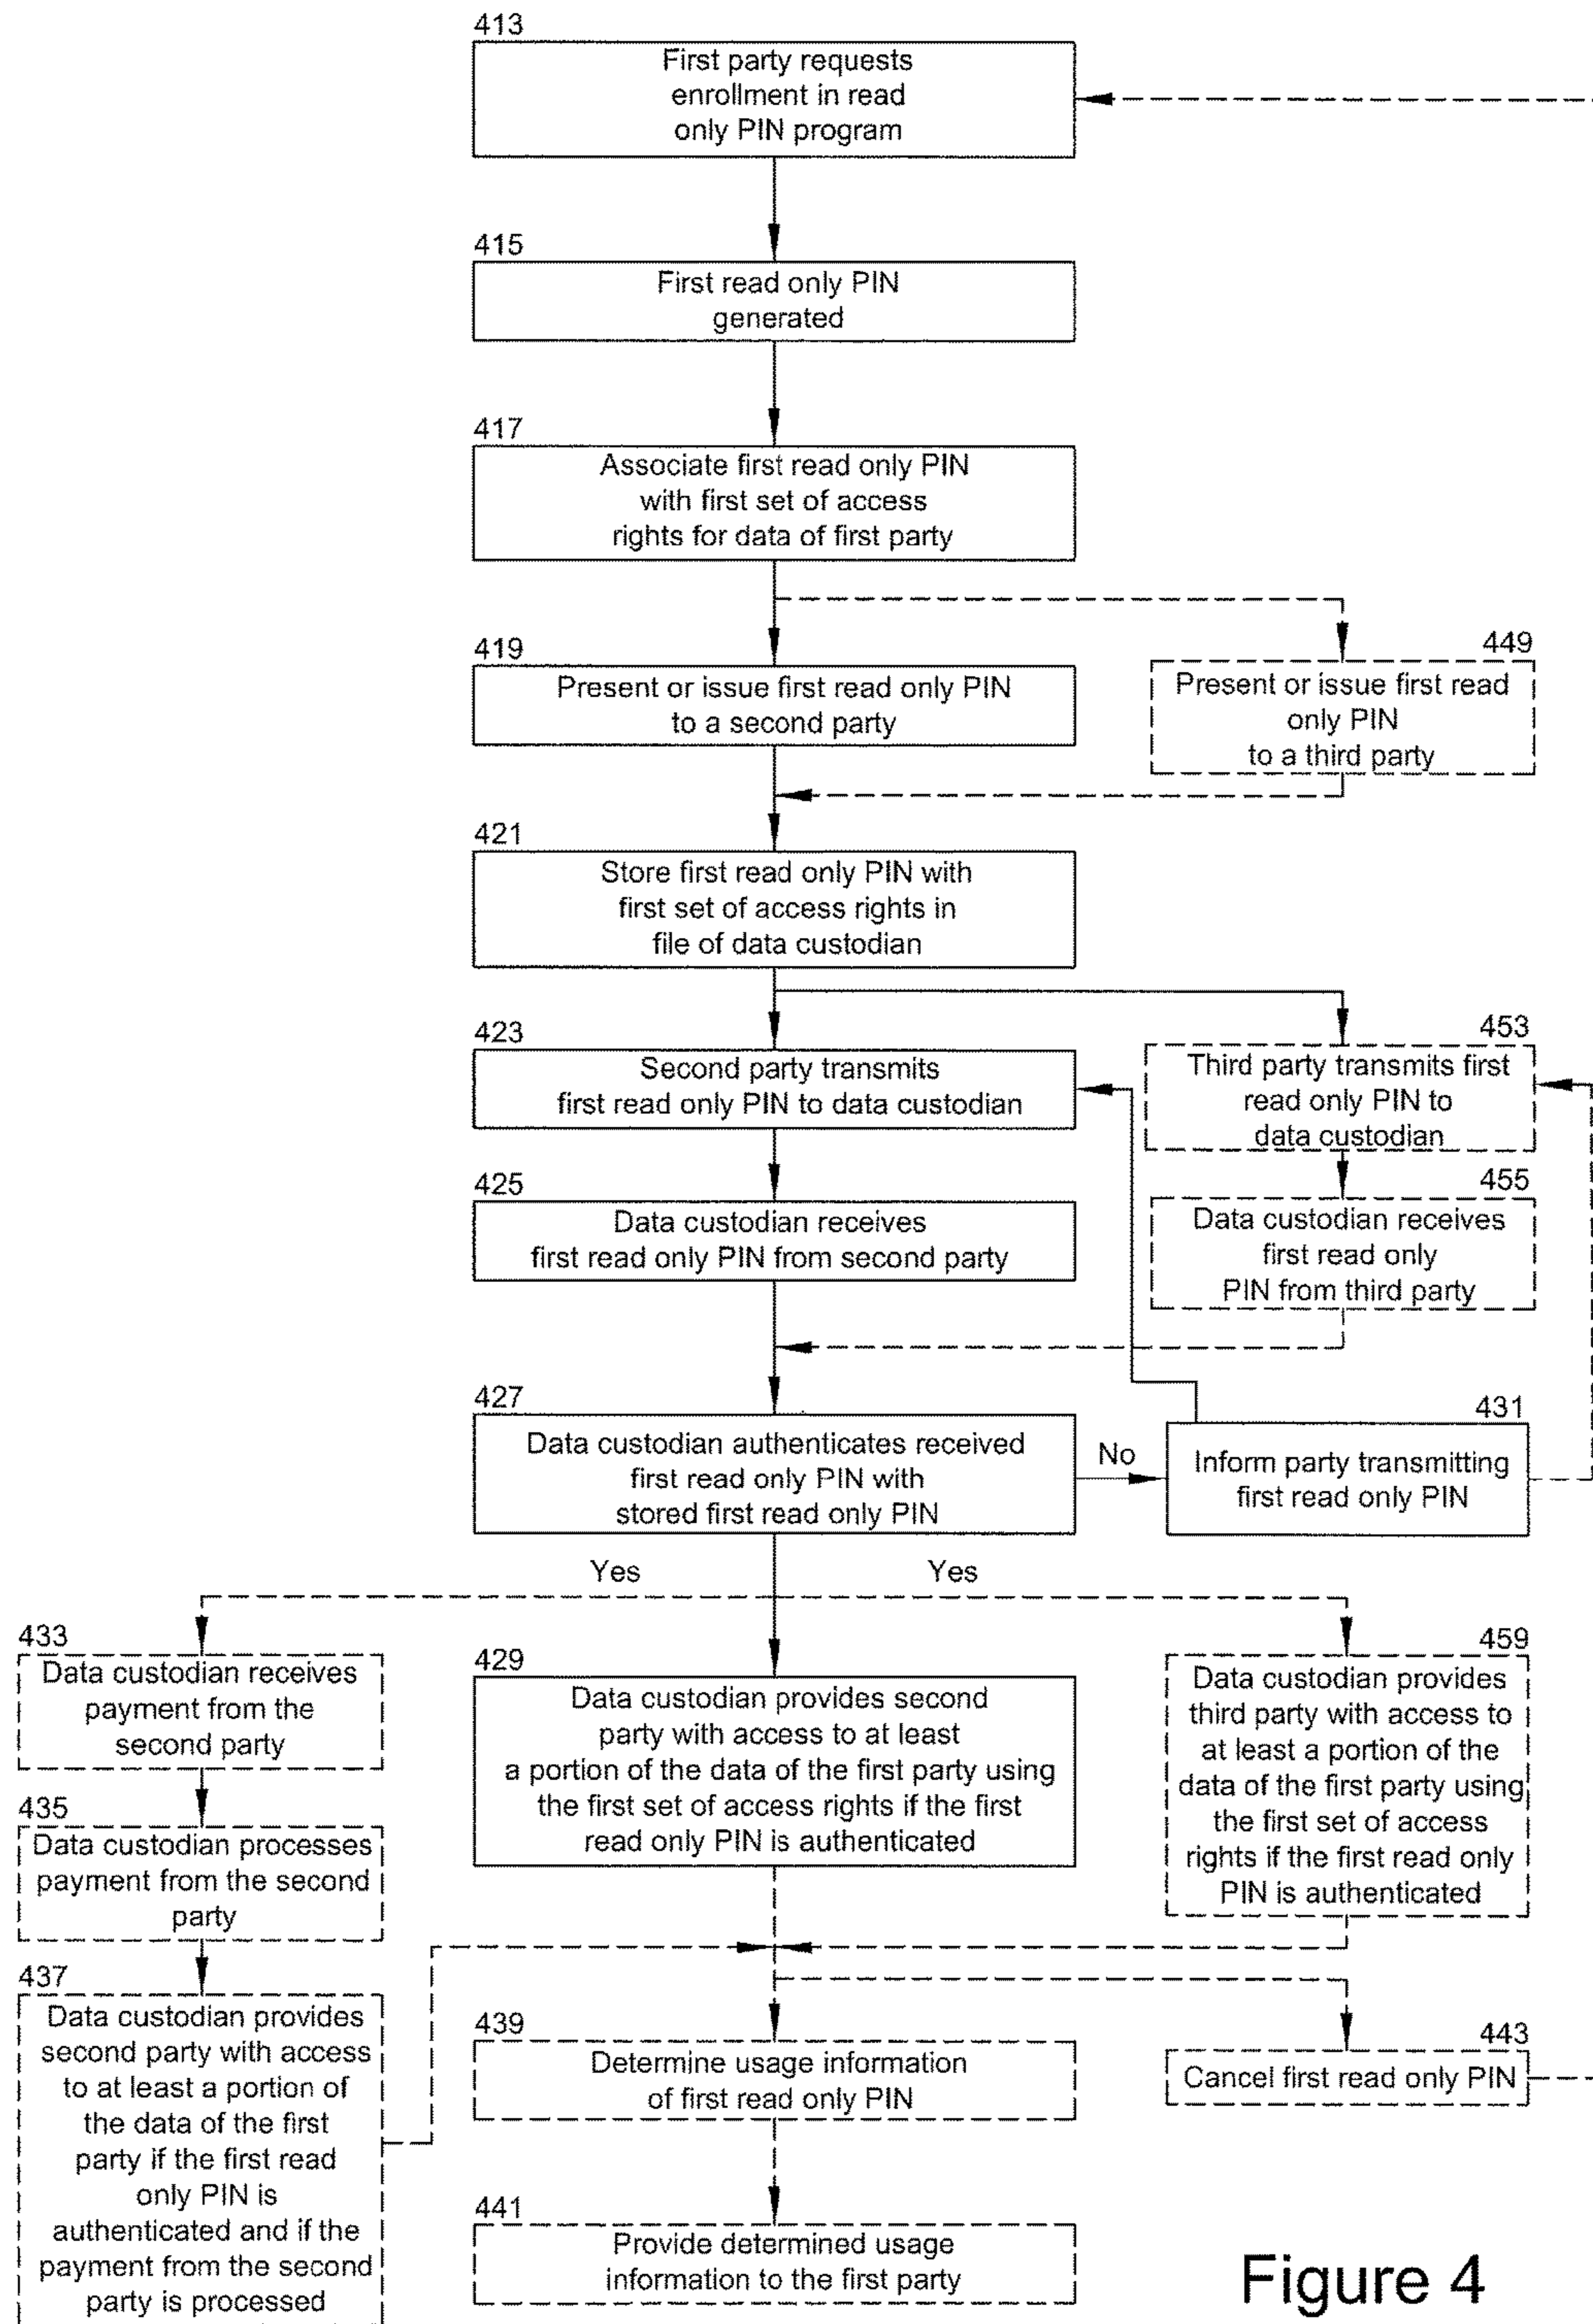 413
First party requests
enrollment in read
only PIN program
415
First read only PIN
generated
417
Associate first read only PIN
with first set of access
rights for data of first party
419
Present or issue first read only PIN
to a second party
449
Present or issue first read
only PIN
to a third party
421
Store first read only PIN with
first set of access rights in
file of data custodian
423
Second party transmits
first read only PIN to data custodian
453
Third party transmits first
read only PIN to
data custodian
425
Data custodian receives
first read only PIN from second party
455
Data custodian receives
first read only
PIN from third party
427
Data custodian authenticates received
first read only PIN with
stored first read only PIN
No
431
Inform party transmitting
first read only PIN
Yes
Yes
433
Data custodian receives
payment from the
second party
435
Data custodian processes
payment from the second
party
437
Data custodian provides
second party with access
to at least a portion of
the data of the first
party if the first read
only PIN is
authenticated and if the
payment from the second
party is processed
429
Data custodian provides second
party with access to at least
a portion of the data of the first party using
the first set of access rights if the first
read only PIN is authenticated
459
Data custodian provides
third party with access to
at least a portion of the
data of the first party using
the first set of access
rights if the first read only
PIN is authenticated
439
Determine usage information
of first read only PIN
443
Cancel first read only PIN
441
Provide determined usage
information to the first party
Figure 4